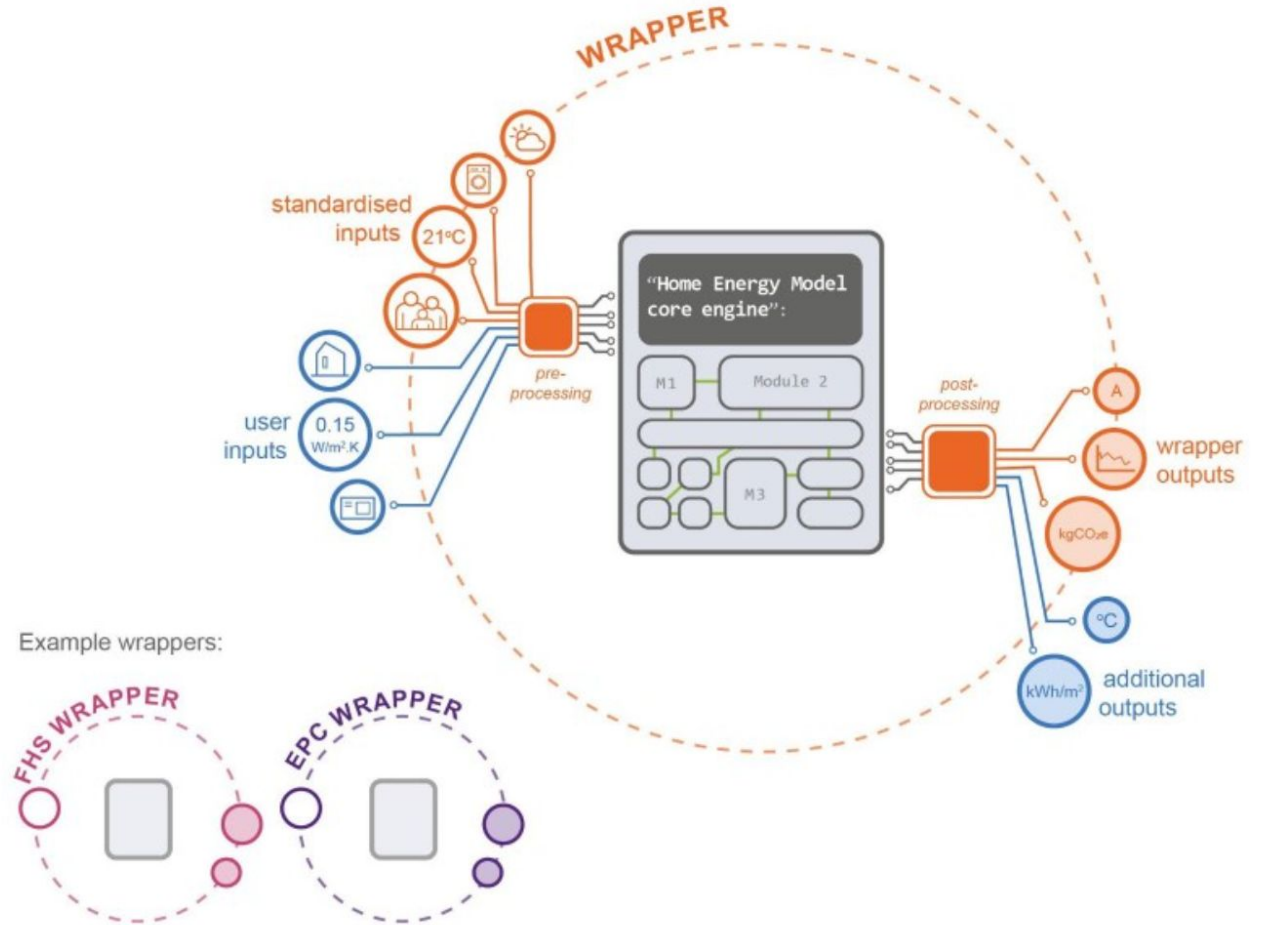 WRAPPER
standardised
inputs
21°C
user
inputs
0.15
W/m².K
pre-
processing
“Home Energy Model
core engine”:
M1
Module 2
M3
post-
processing
A
wrapper
outputs
kgCO₂e
°C
kWh/m²
additional
outputs
Example wrappers:
FHS WRAPPER
EPC WRAPPER